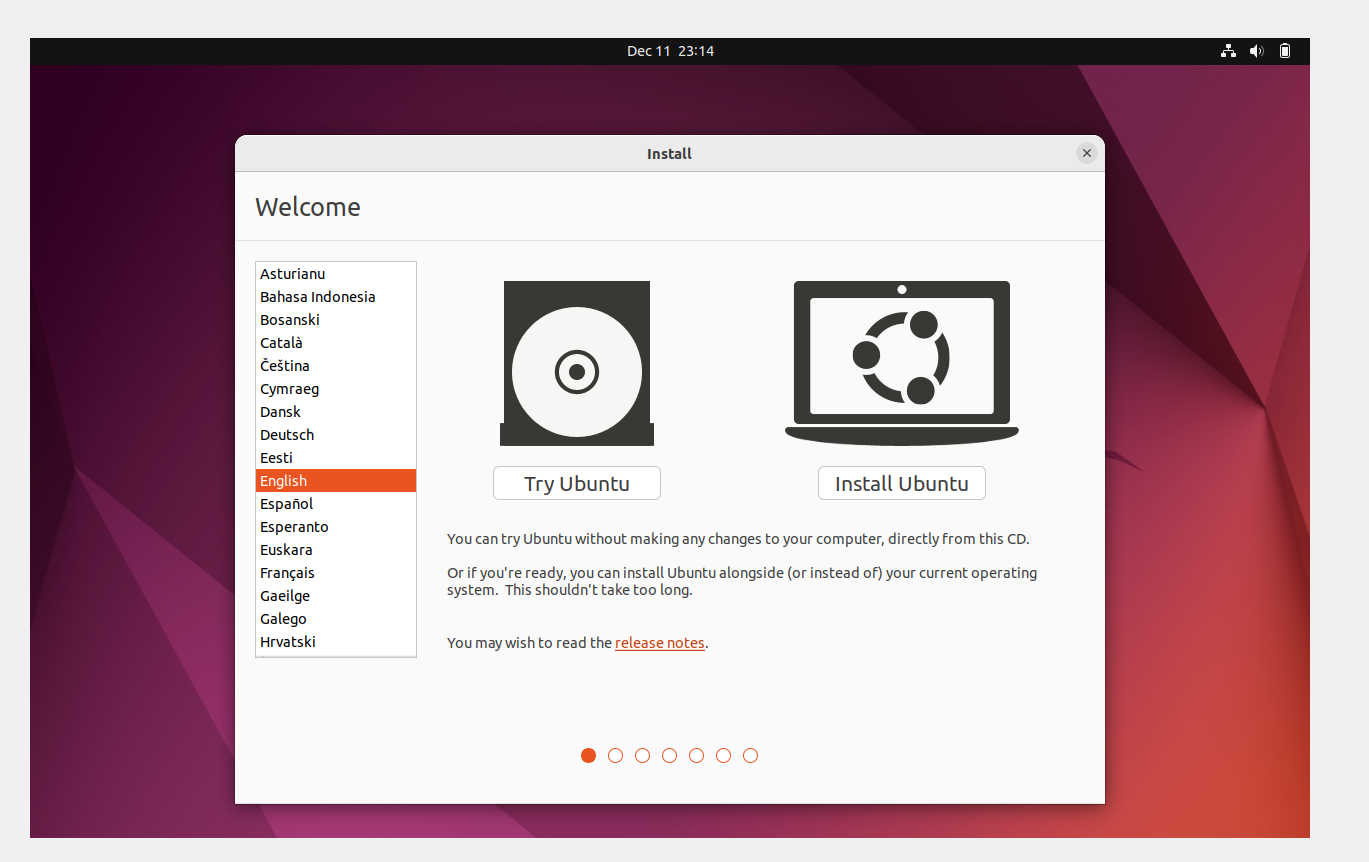 Dec 11 23:14
Install
Welcome
Asturianu
Bahasa Indonesia
Bosanski
Català
Čeština
Cymraeg
Dansk
Deutsch
Eesti
English
Español
Esperanto
Euskara
Français
Gaeilge
Galego
Hrvatski
Try Ubuntu
Install Ubuntu
You can try Ubuntu without making any changes to your computer, directly from this CD.
Or if you're ready, you can install Ubuntu alongside (or instead of) your current operating
system.  This shouldn't take too long.
You may wish to read the release notes.